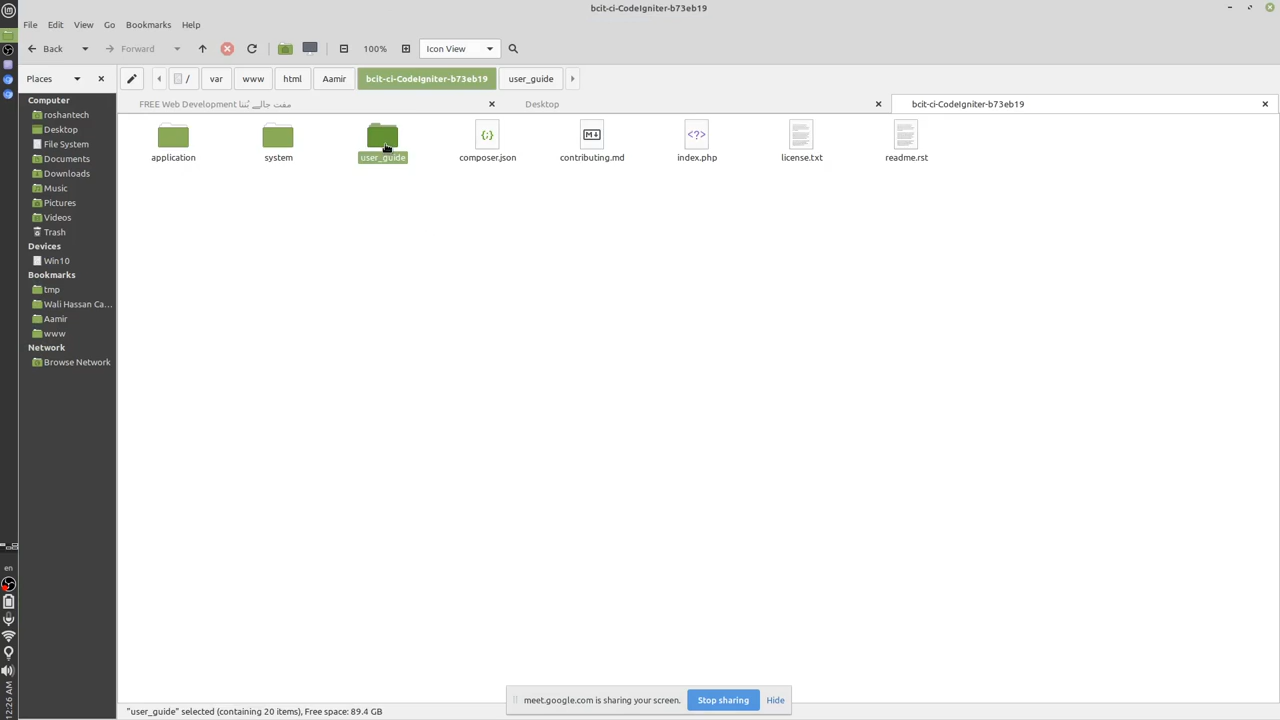 bcit-ci-CodeIgniter-b73eb19
File Edit View Go Bookmarks Help
Back Forward 100% Icon View
Places / var www html Aamir bcit-ci-CodeIgniter-b73eb19 user_guide
FREE Web Development Desktop bcit-ci-CodeIgniter-b73eb19
Computer
roshantech
Desktop
File System
Documents
Downloads
Music
Pictures
Videos
Trash
Devices
Win10
Bookmarks
tmp
Wali Hassan Ca...
Aamir
www
Network
Browse Network
application system user_guide composer.json contributing.md index.php license.txt readme.rst
en
12:26 AM
meet.google.com is sharing your screen. Stop sharing Hide
"user_guide" selected (containing 20 items), Free space: 89.4 GB